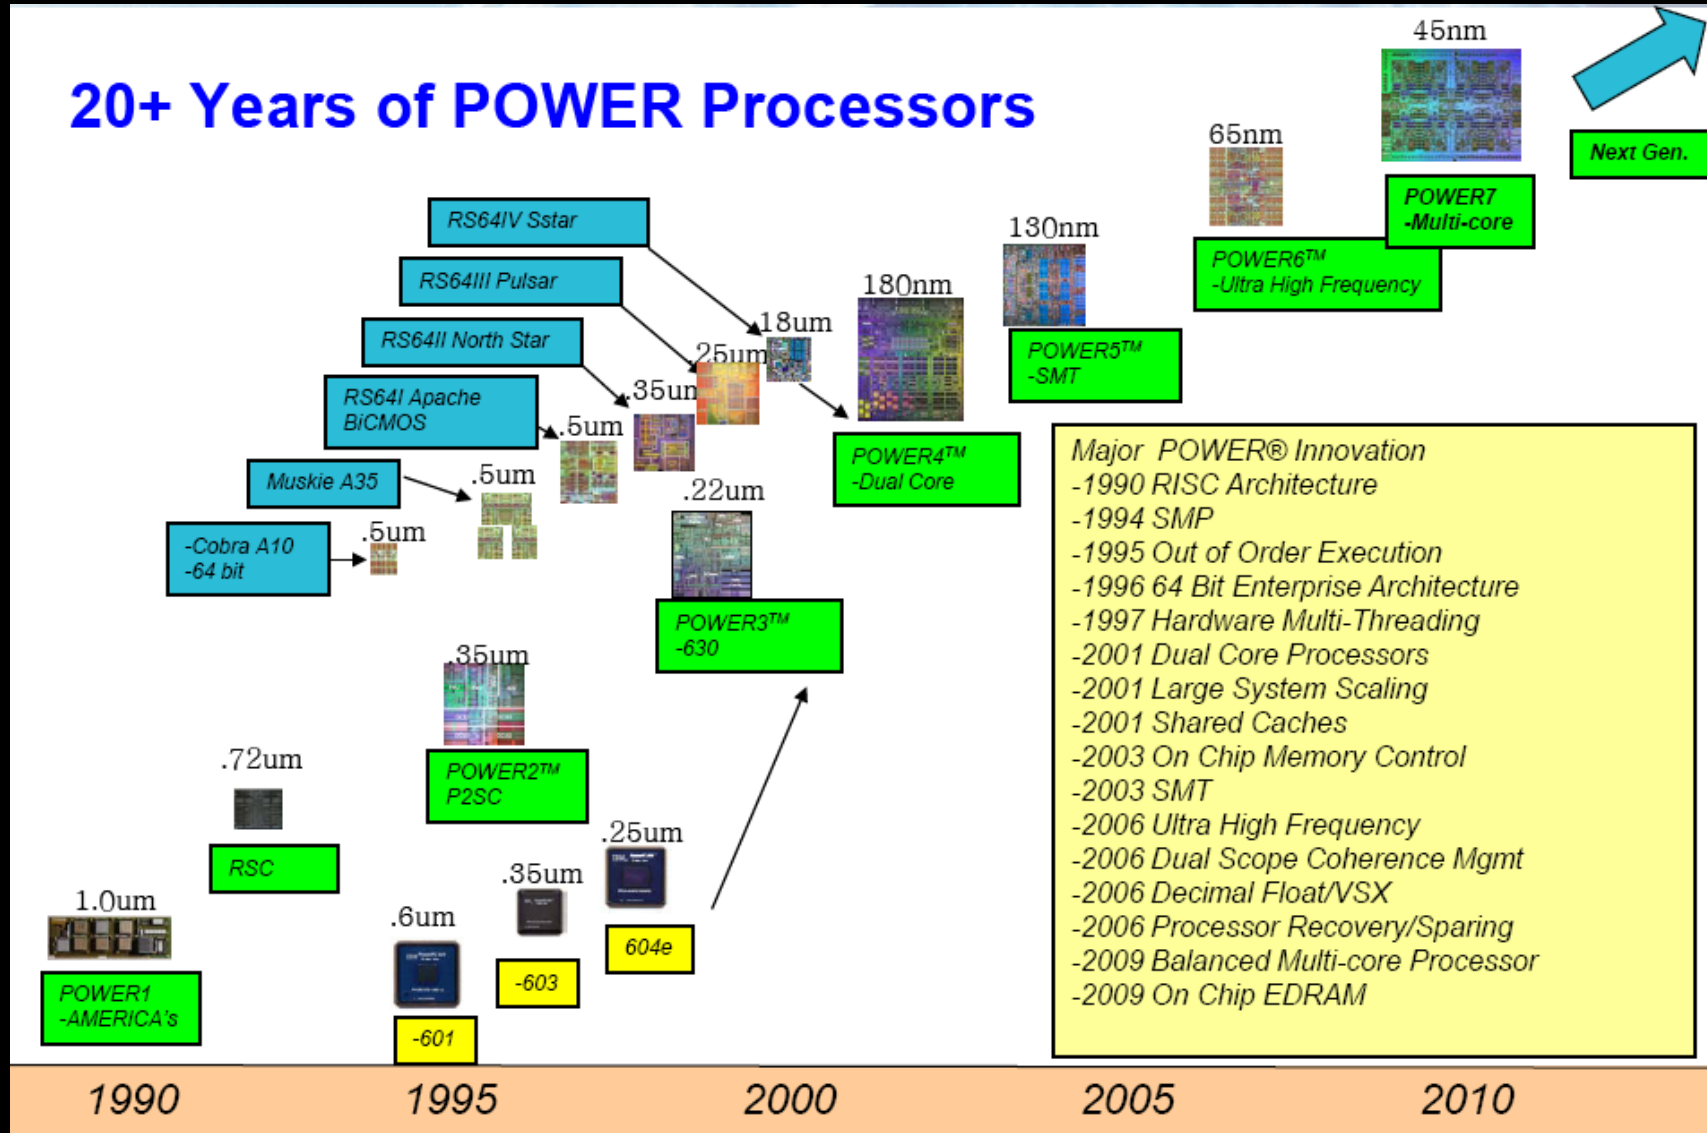 20+ Years of POWER Processors
45nm
Next Gen.
65nm
POWER7
-Multi-core
RS64IV Sstar
130nm
POWER6TM
-Ultra High Frequency
RS64III Pulsar
180nm
18um
RS64II North Star
.25um
POWER5TM
-SMT
RS64I Apache
BiCMOS
.35um
.5um
POWER4TM
-Dual Core
Muskie A35
.5um
.22um
-Cobra A10
-64 bit
.5um
POWER3TM
-630
.35um
POWER2TM
P2SC
.72um
RSC
.25um
604e
.35um
-603
.6um
-601
1.0um
POWER1
-AMERICA's
Major POWER® Innovation
-1990 RISC Architecture
-1994 SMP
-1995 Out of Order Execution
-1996 64 Bit Enterprise Architecture
-1997 Hardware Multi-Threading
-2001 Dual Core Processors
-2001 Large System Scaling
-2001 Shared Caches
-2003 On Chip Memory Control
-2003 SMT
-2006 Ultra High Frequency
-2006 Dual Scope Coherence Mgmt
-2006 Decimal Float/VSX
-2006 Processor Recovery/Sparing
-2009 Balanced Multi-core Processor
-2009 On Chip EDRAM
1990 1995 2000 2005 2010